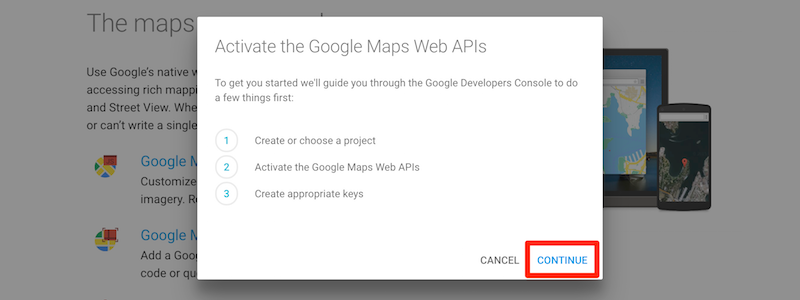 The maps
Activate the Google Maps Web APIs
Use Google's native w
accessing rich mappi
and Street View. Whe
or can't write a single
To get you started we'll guide you through the Google Developers Console to do
a few things first:
1 Create or choose a project
2 Activate the Google Maps Web APIs
3 Create appropriate keys
Google M
Customize
imagery. R
Google M
Add a Goog
code or qu
CANCEL CONTINUE